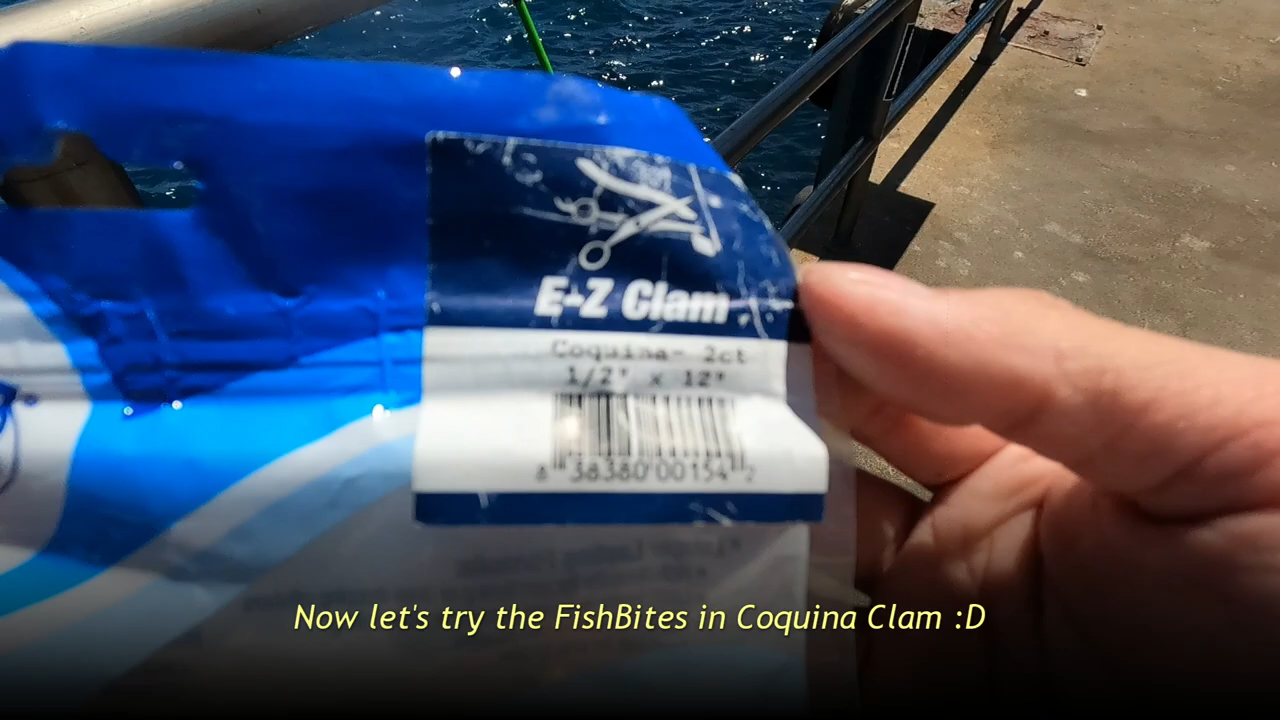 E-Z Clam
Coquina- 2ct
1/2" x 12"
8 38380 00154 2
Now let's try the FishBites in Coquina Clam :D